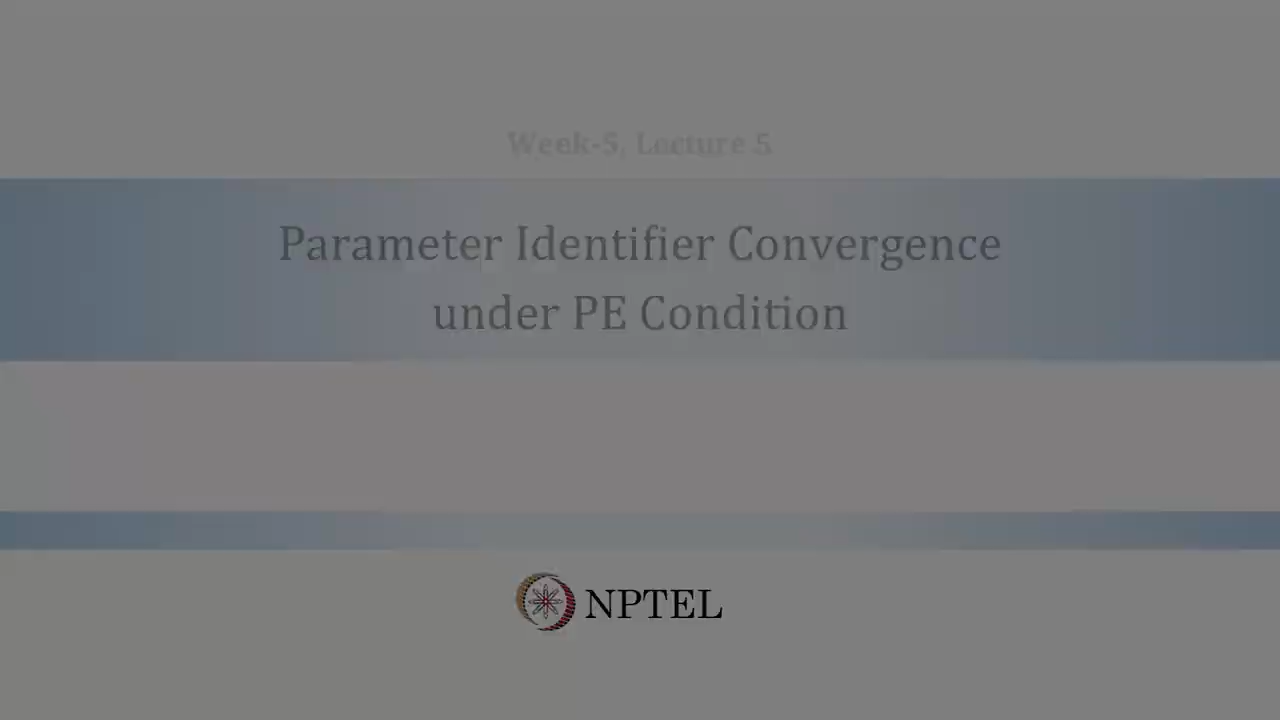 Week-5, Lecture 5
Parameter Identifier Convergence
under PE Condition
NPTEL